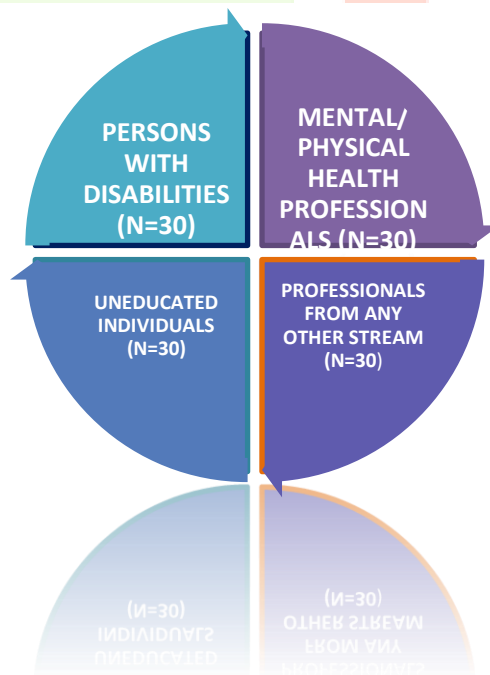 PERSONS
WITH
DISABILITIES
(N=30)
MENTAL/
PHYSICAL
HEALTH
PROFESSION
ALS (N=30)
UNEDUCATED
INDIVIDUALS
(N=30)
PROFESSIONALS
FROM ANY
OTHER STREAM
(N=30)